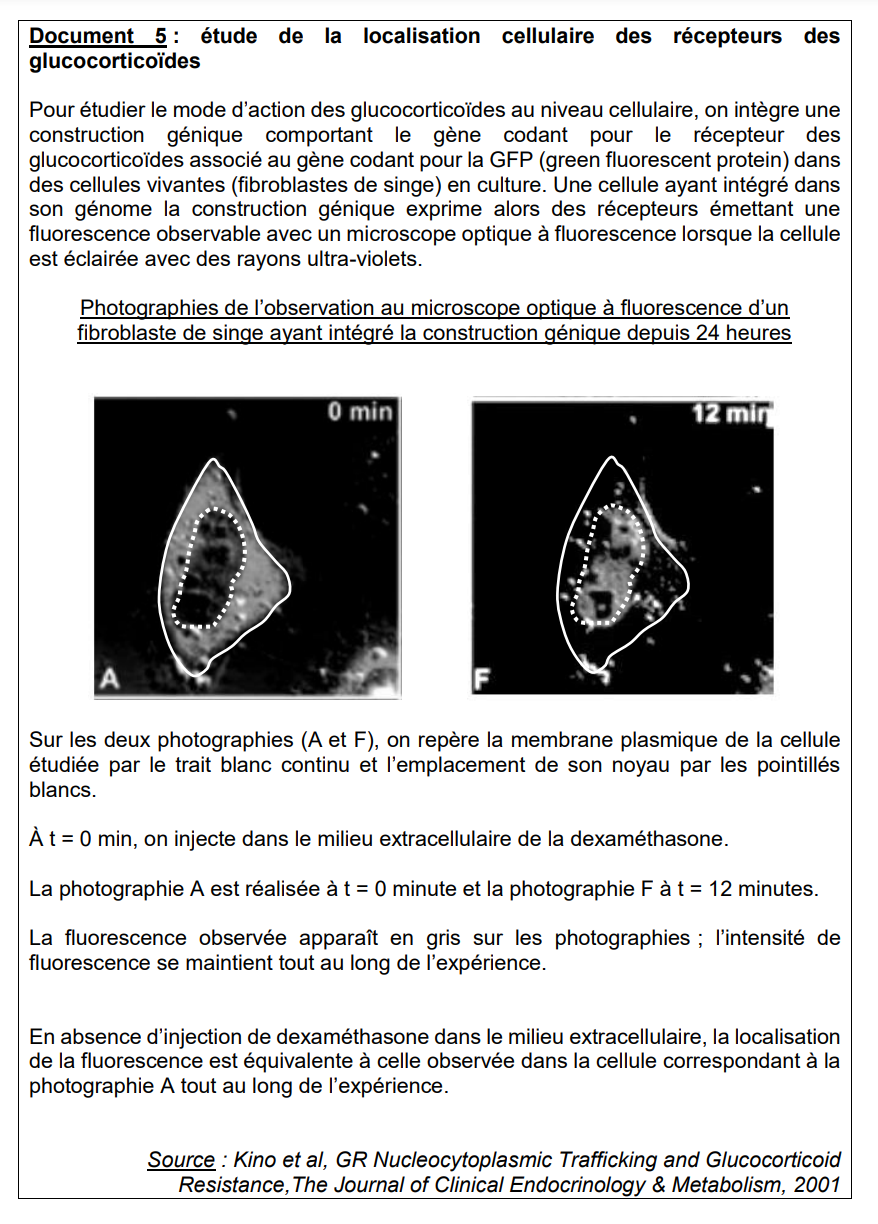 Document 5 : étude de la localisation cellulaire des récepteurs des
glucocorticoïdes
Pour étudier le mode d’action des glucocorticoïdes au niveau cellulaire, on intègre une
construction génique comportant le gène codant pour le récepteur des
glucocorticoïdes associé au gène codant pour la GFP (green fluorescent protein) dans
des cellules vivantes (fibroblastes de singe) en culture. Une cellule ayant intégré dans
son génome la construction génique exprime alors des récepteurs émettant une
fluorescence observable avec un microscope optique à fluorescence lorsque la cellule
est éclairée avec des rayons ultra-violets.
Photographies de l’observation au microscope optique à fluorescence d’un
fibroblaste de singe ayant intégré la construction génique depuis 24 heures
0 min
A
12 min
F
Sur les deux photographies (A et F), on repère la membrane plasmique de la cellule
étudiée par le trait blanc continu et l’emplacement de son noyau par les pointillés
blancs.
À t = 0 min, on injecte dans le milieu extracellulaire de la dexaméthasone.
La photographie A est réalisée à t = 0 minute et la photographie F à t = 12 minutes.
La fluorescence observée apparaît en gris sur les photographies ; l’intensité de
fluorescence se maintient tout au long de l’expérience.
En absence d’injection de dexaméthasone dans le milieu extracellulaire, la localisation
de la fluorescence est équivalente à celle observée dans la cellule correspondant à la
photographie A tout au long de l’expérience.
Source : Kino et al, GR Nucleocytoplasmic Trafficking and Glucocorticoid
Resistance,The Journal of Clinical Endocrinology & Metabolism, 2001